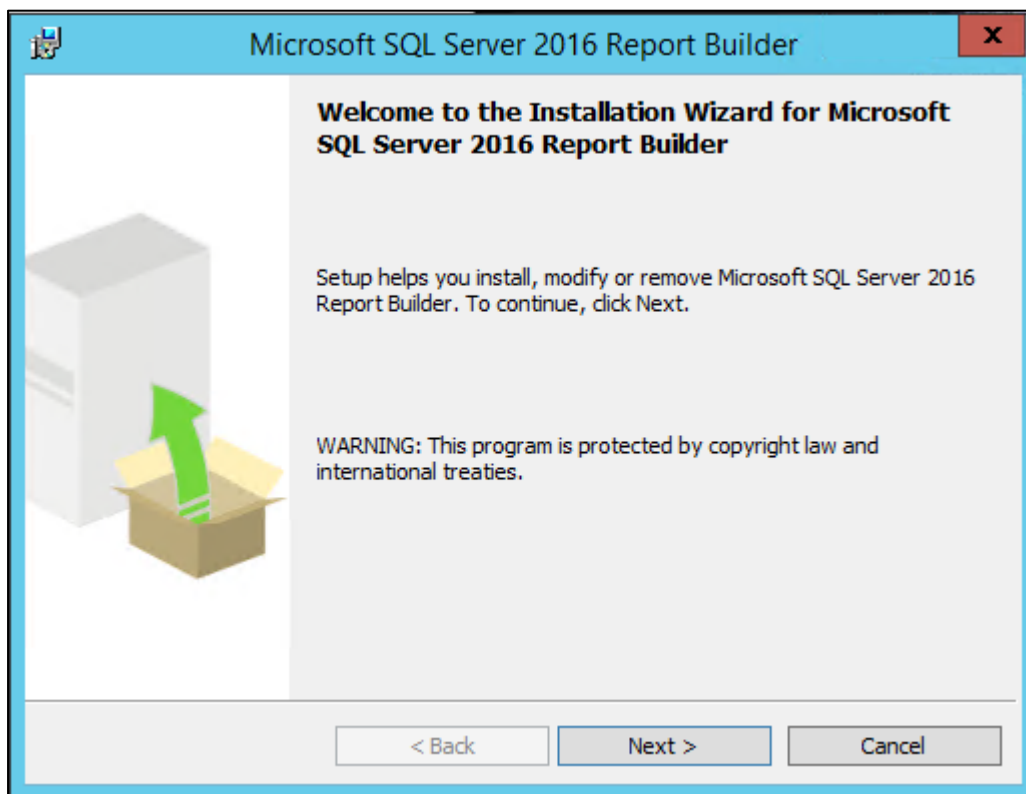 Microsoft SQL Server 2016 Report Builder
x
Welcome to the Installation Wizard for Microsoft
SQL Server 2016 Report Builder
Setup helps you install, modify or remove Microsoft SQL Server 2016
Report Builder. To continue, click Next.
WARNING: This program is protected by copyright law and
international treaties.
< Back
Next >
Cancel